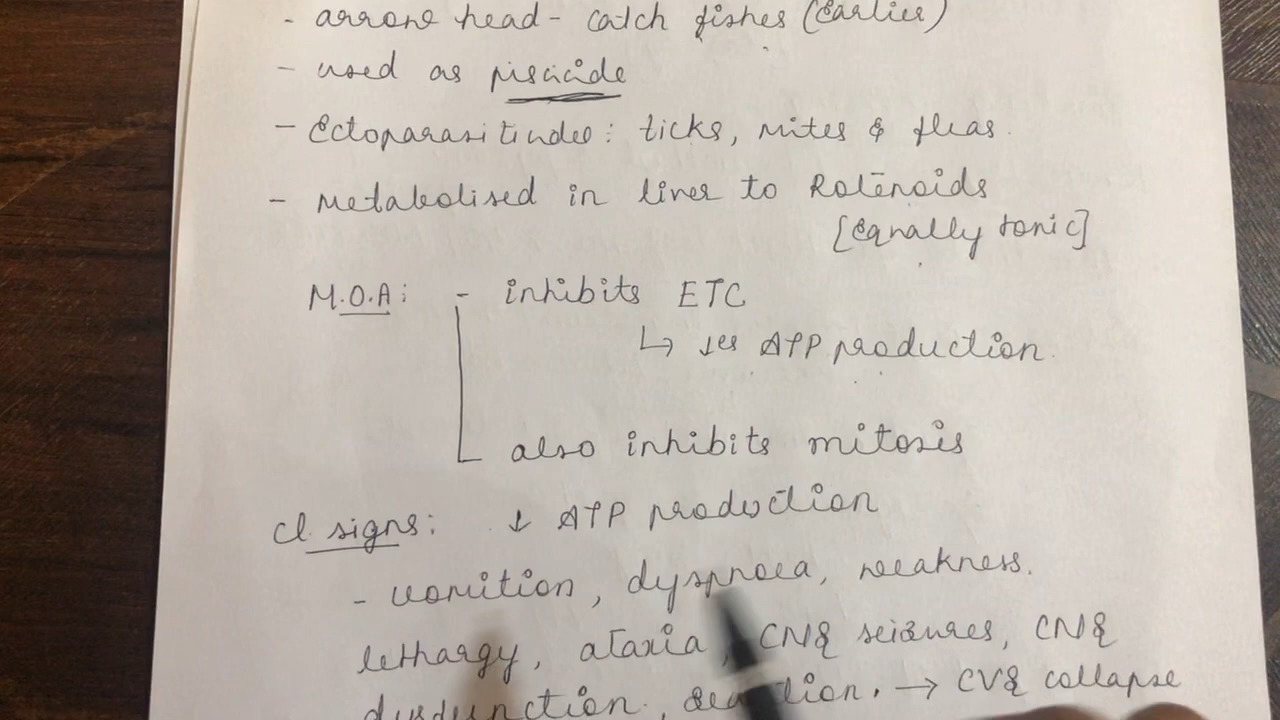 - arrow head - catch fishes (Earlier)
- used as piscicide
- Ectoparasiticides: ticks, mites & fleas.
- Metabolised in liver to Rotenoids
[Equally toxic]
M.O.A: - inhibits ETC
↳ ↓es ATP production.
also inhibits mitosis
Cl signs: ↓ ATP production
- vomition, dyspnoea, weakness.
lethargy, ataxia, CNS seizures, CNS
dysfunction, → CVS collapse